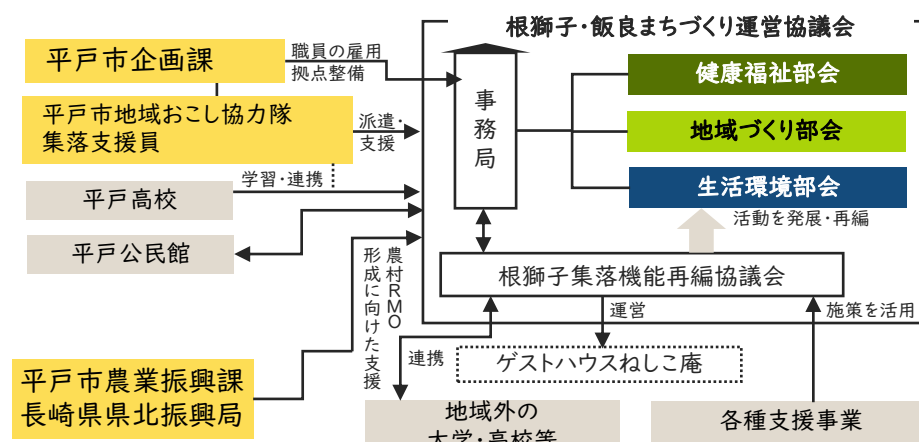 根獅子・飯良まちづくり運営協議会
平戸市企画課
職員の雇用
拠点整備
事務局
健康福祉部会
平戸市地域おこし協力隊
集落支援員
派遣・
支援
地域づくり部会
学習・連携
平戸高校
生活環境部会
活動を発展・再編
平戸公民館
農村RMO
形成に向けた支援
根獅子集落機能再編協議会
運営
施策を活用
連携
ゲストハウスねしこ庵
平戸市農業振興課
長崎県県北振興局
地域外の
大学・高校等
各種支援事業